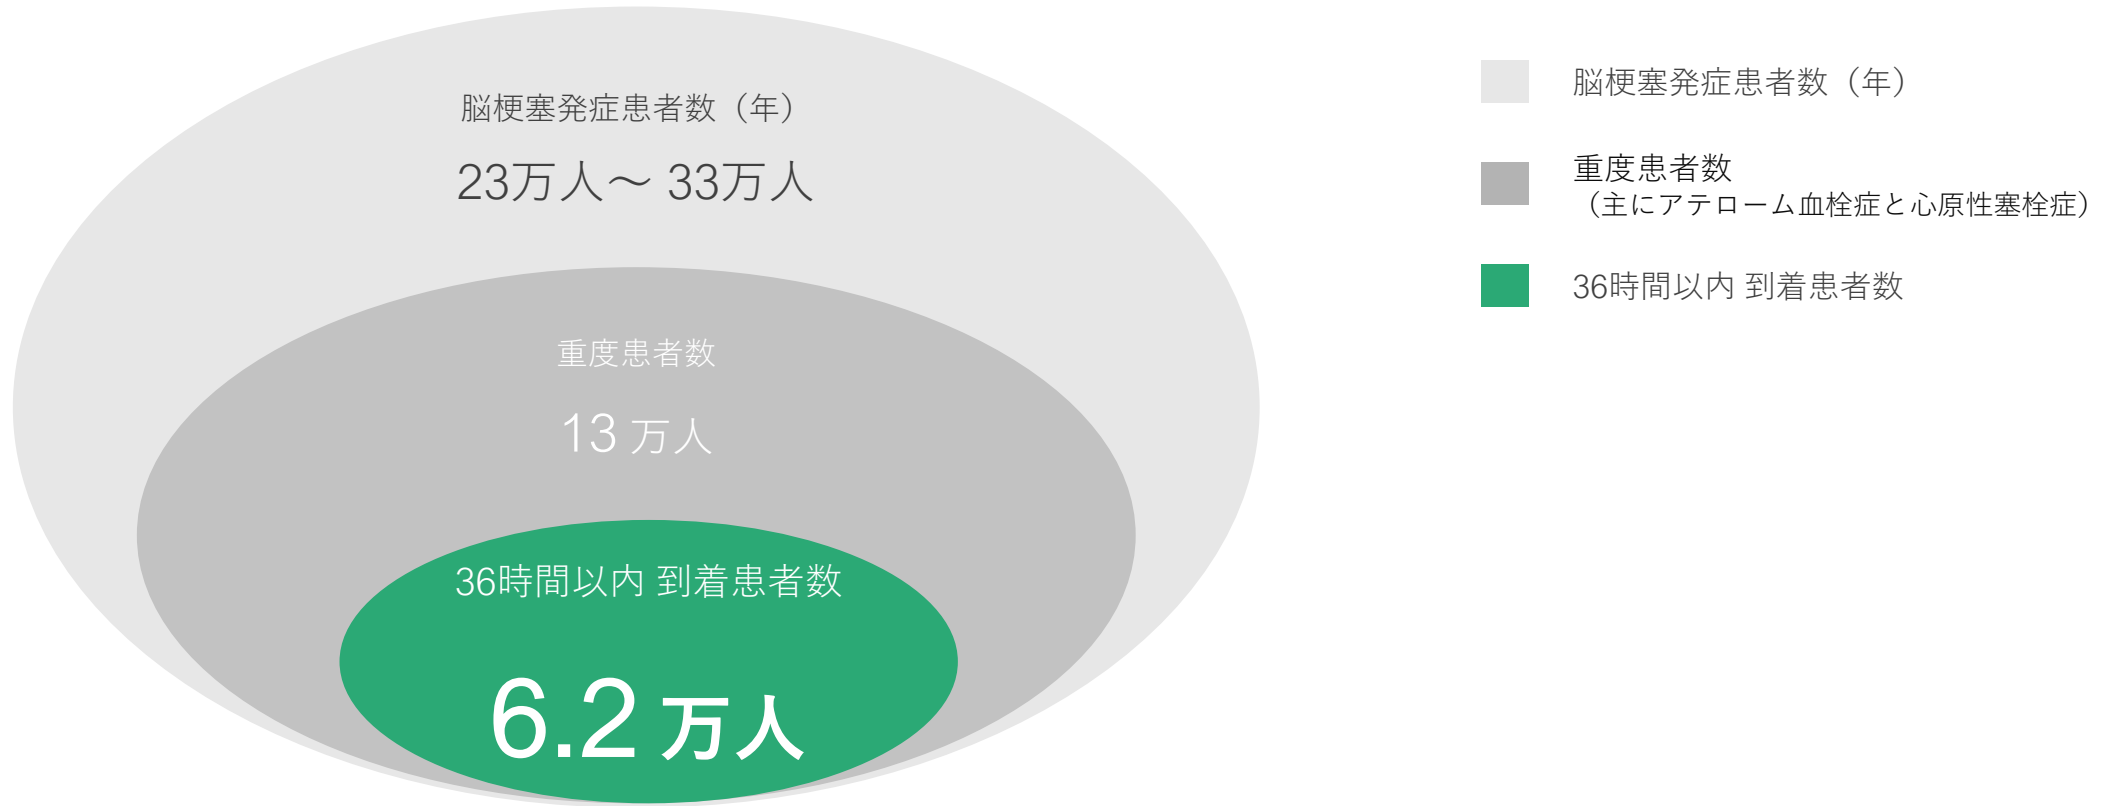 脳梗塞発症患者数（年）
23万人～ 33万人
重度患者数
13 万人
36時間以内 到着患者数
6.2 万人
脳梗塞発症患者数（年）
重度患者数
（主にアテローム血栓症と心原性塞栓症）
36時間以内 到着患者数